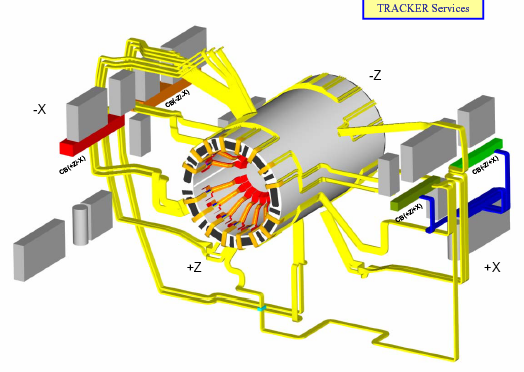 TRACKER Services
-Z
CB(-Z/-X)
-X
CB(+Z/-X)
CB(-Z/+X)
CB(+Z/+X)
+Z
+X